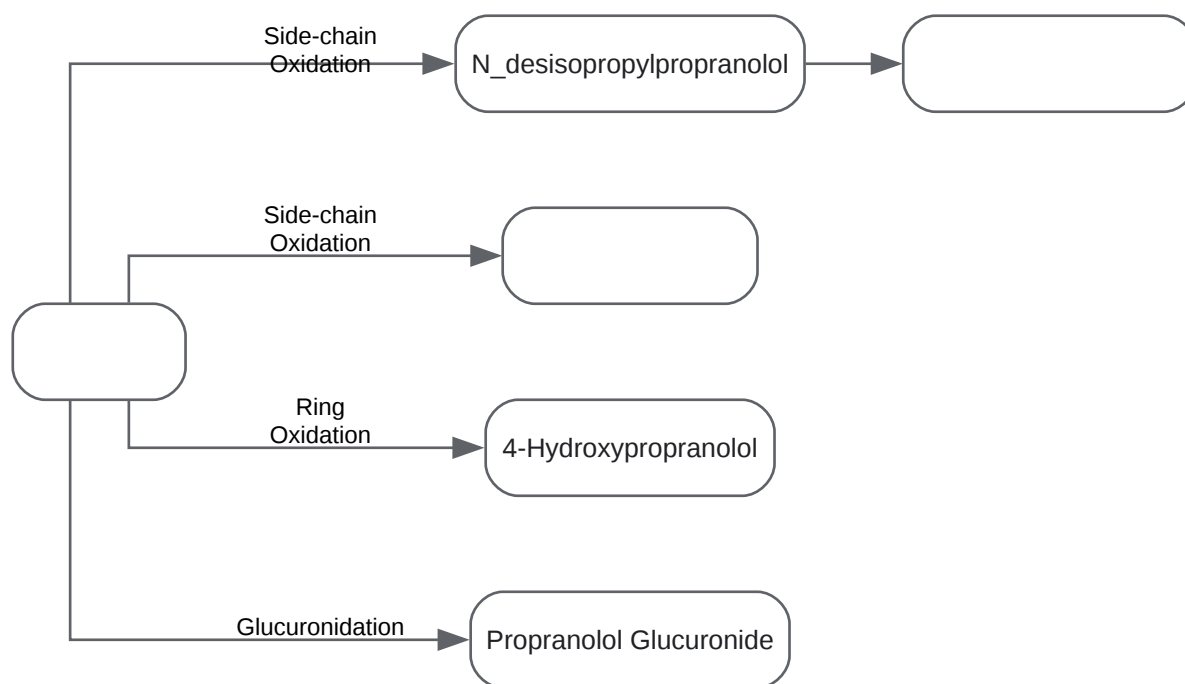 Side-chain
Oxidation
N_desisopropylpropranolol
Side-chain
Oxidation
Ring
Oxidation
4-Hydroxypropranolol
Glucuronidation
Propranolol Glucuronide